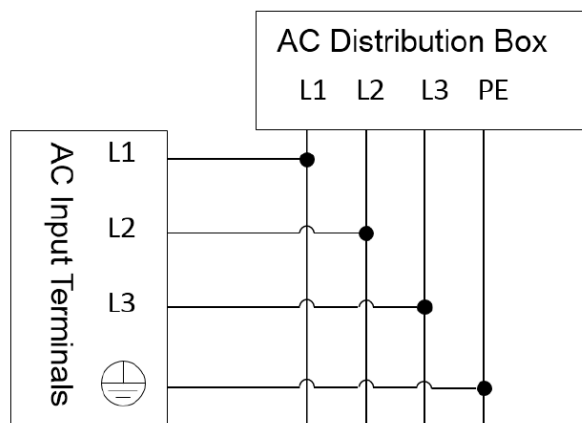 AC Distribution Box
L1 L2 L3 PE
AC Input Terminals
L1
L2
L3